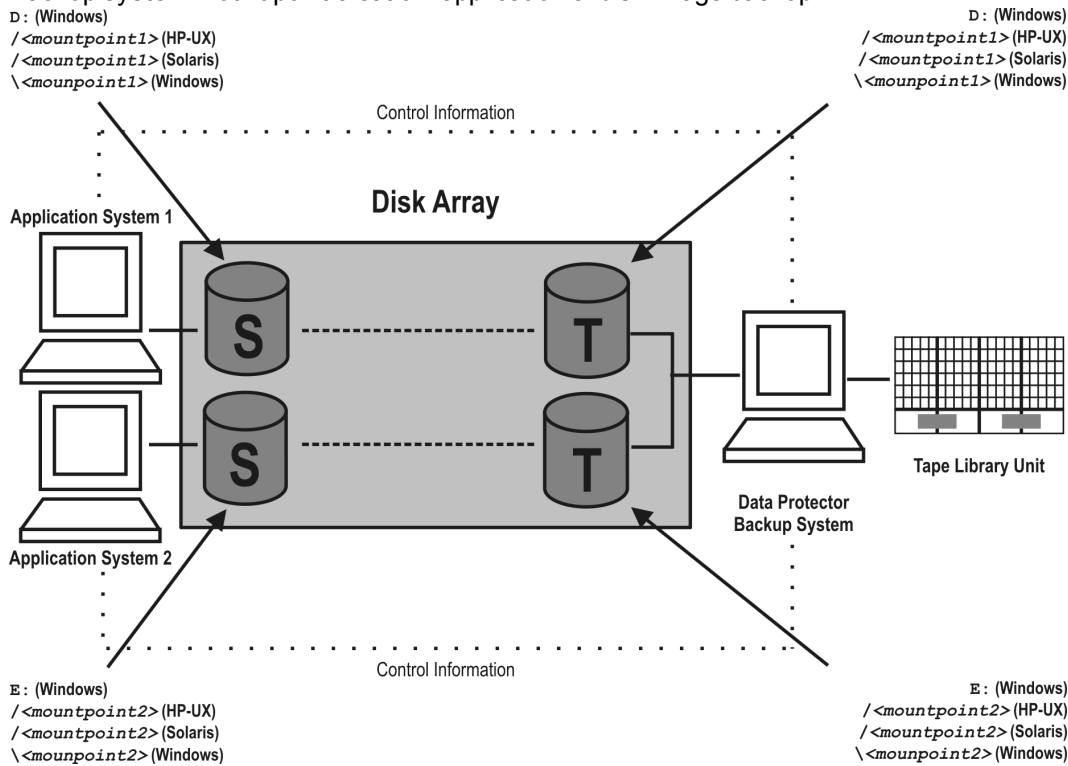 D: (Windows)
/<mountpoint1> (HP-UX)
/<mountpoint1> (Solaris)
\<mounpoint1> (Windows)
D: (Windows)
/<mountpoint1> (HP-UX)
/<mountpoint1> (Solaris)
\<mounpoint1> (Windows)
Control Information
Disk Array
Application System 1
S
T
S
T
Application System 2
Data Protector
Backup System
Tape Library Unit
Control Information
E: (Windows)
/<mountpoint2> (HP-UX)
/<mountpoint2> (Solaris)
\<mounpoint2> (Windows)
E: (Windows)
/<mountpoint2> (HP-UX)
/<mountpoint2> (Solaris)
\<mounpoint2> (Windows)